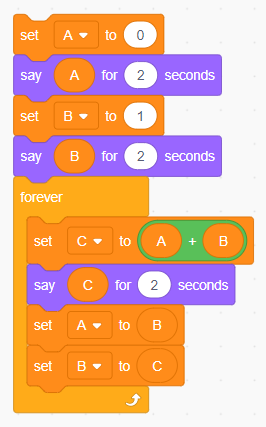 set A to 0
say A for 2 seconds
set B to 1
say B for 2 seconds
forever
set C to A + B
say C for 2 seconds
set A to B
set B to C